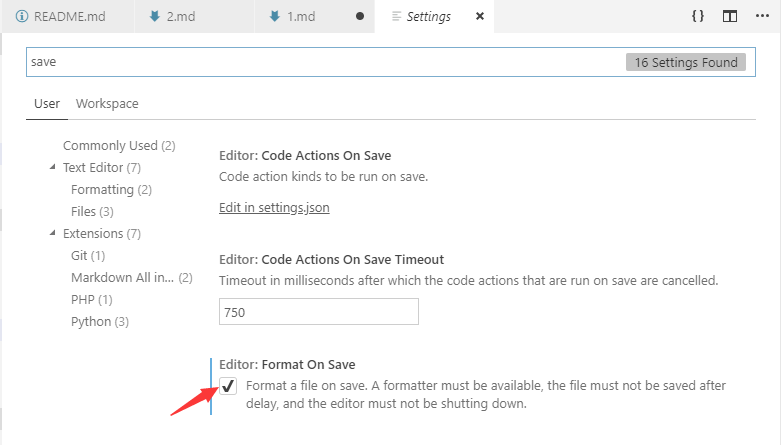 README.md 2.md 1.md Settings
save 16 Settings Found
User Workspace
Commonly Used (2)
Text Editor (7)
Formatting (2)
Files (3)
Extensions (7)
Git (1)
Markdown All in... (2)
PHP (1)
Python (3)
Editor: Code Actions On Save
Code action kinds to be run on save.
Edit in settings.json
Editor: Code Actions On Save Timeout
Timeout in milliseconds after which the code actions that are run on save are cancelled.
750
Editor: Format On Save
Format a file on save. A formatter must be available, the file must not be saved after
delay, and the editor must not be shutting down.